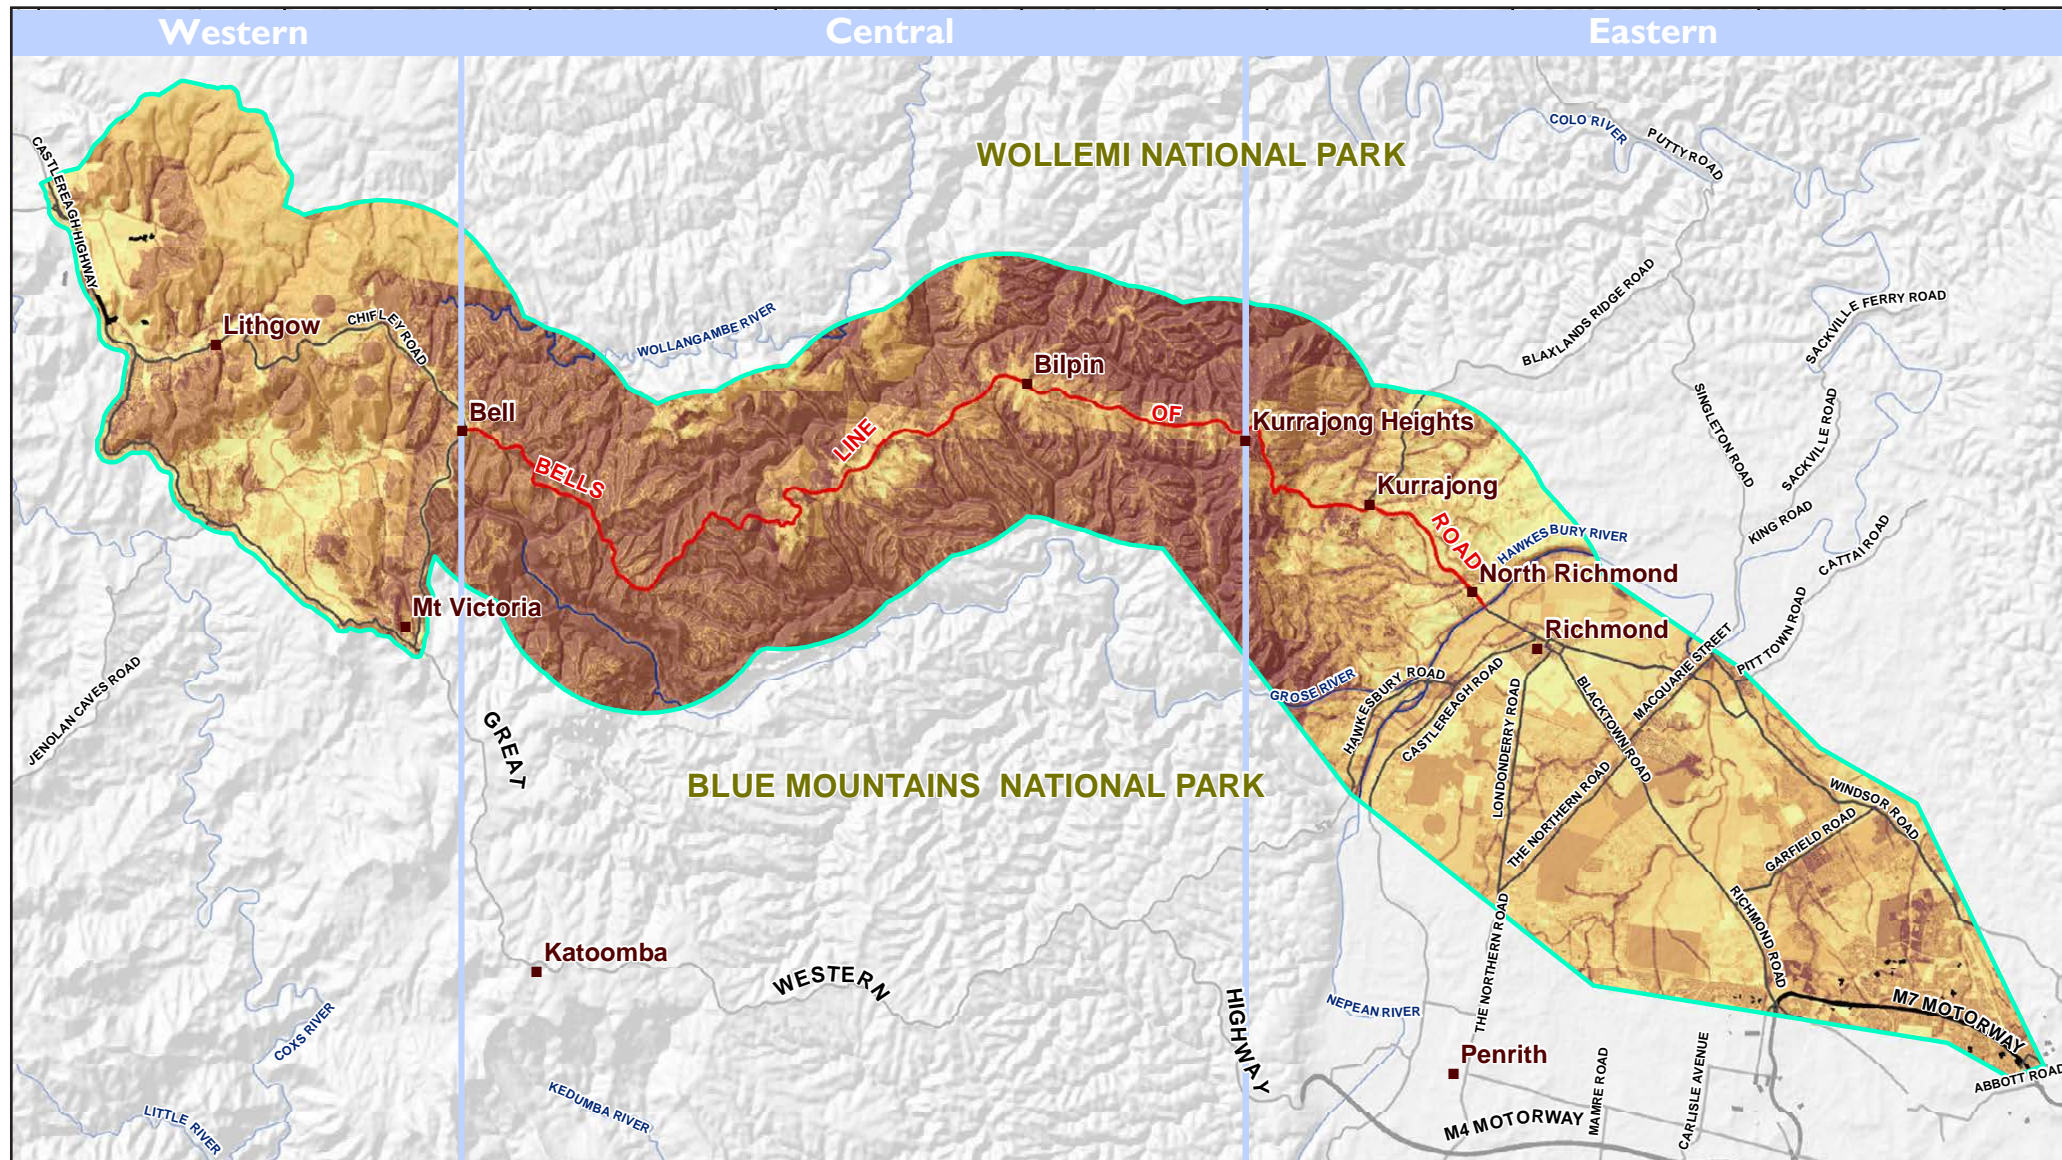 Western
Central
Eastern
WOLLEMI NATIONAL PARK
COLO RIVER
PUTTY ROAD
CASTLEREAGH HIGHWAY
Lithgow
CHIFLEY ROAD
WOLLANGAMBE RIVER
BLAXLANDS RIDGE ROAD
SACKVILLE FERRY ROAD
Bilpin
Bell
BELLS
LINE
OF
ROAD
Kurrajong Heights
SINGLETON ROAD
SACKVILLE ROAD
Kurrajong
KING ROAD
CATTAI ROAD
HAWKESBURY RIVER
North Richmond
Mt Victoria
Richmond
PITT TOWN ROAD
MACQUARIE STREET
JENOLAN CAVES ROAD
GROSE RIVER
HAWKESBURY ROAD
CASTLEREAGH ROAD
LONDONDERRY ROAD
BLACKTOWN ROAD
GREAT
BLUE MOUNTAINS NATIONAL PARK
THE NORTHERN ROAD
WINDSOR ROAD
GARFIELD ROAD
RICHMOND ROAD
THE NORTHERN ROAD
Katoomba
WESTERN
HIGHWAY
NEPEAN RIVER
M7 MOTORWAY
COXS RIVER
Penrith
ABBOTT ROAD
KEDUMBA RIVER
LITTLE RIVER
M4 MOTORWAY
MAMRE ROAD
CARLISLE AVENUE